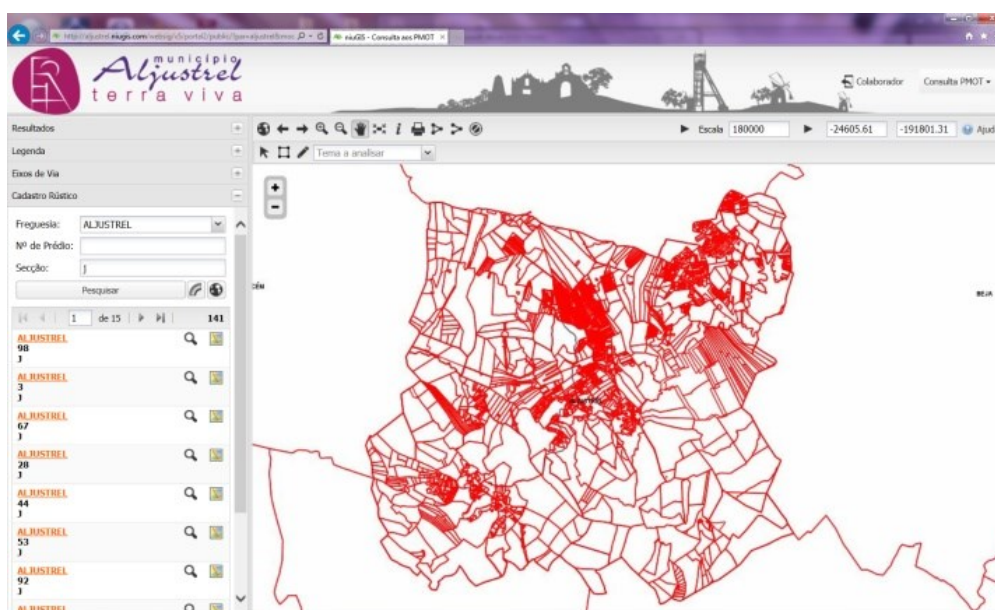 niuGIS - Consulta aos PMOT
município
Aljustrel
terra viva
Colaborador
Consulta PMOT
Resultados
Legenda
Eixos de Via
Cadastro Rústico
Escala 180000
-24605.61
-191801.31
Ajud
Tema a analisar
Freguesia: ALJUSTREL
Nº de Prédio:
Secção: J
Pesquisar
1 de 15
141
ALJUSTREL
98
J
ALJUSTREL
3
J
ALJUSTREL
67
J
ALJUSTREL
28
J
ALJUSTREL
44
J
ALJUSTREL
53
J
ALJUSTREL
92
J
ALJUSTREL
BEJA